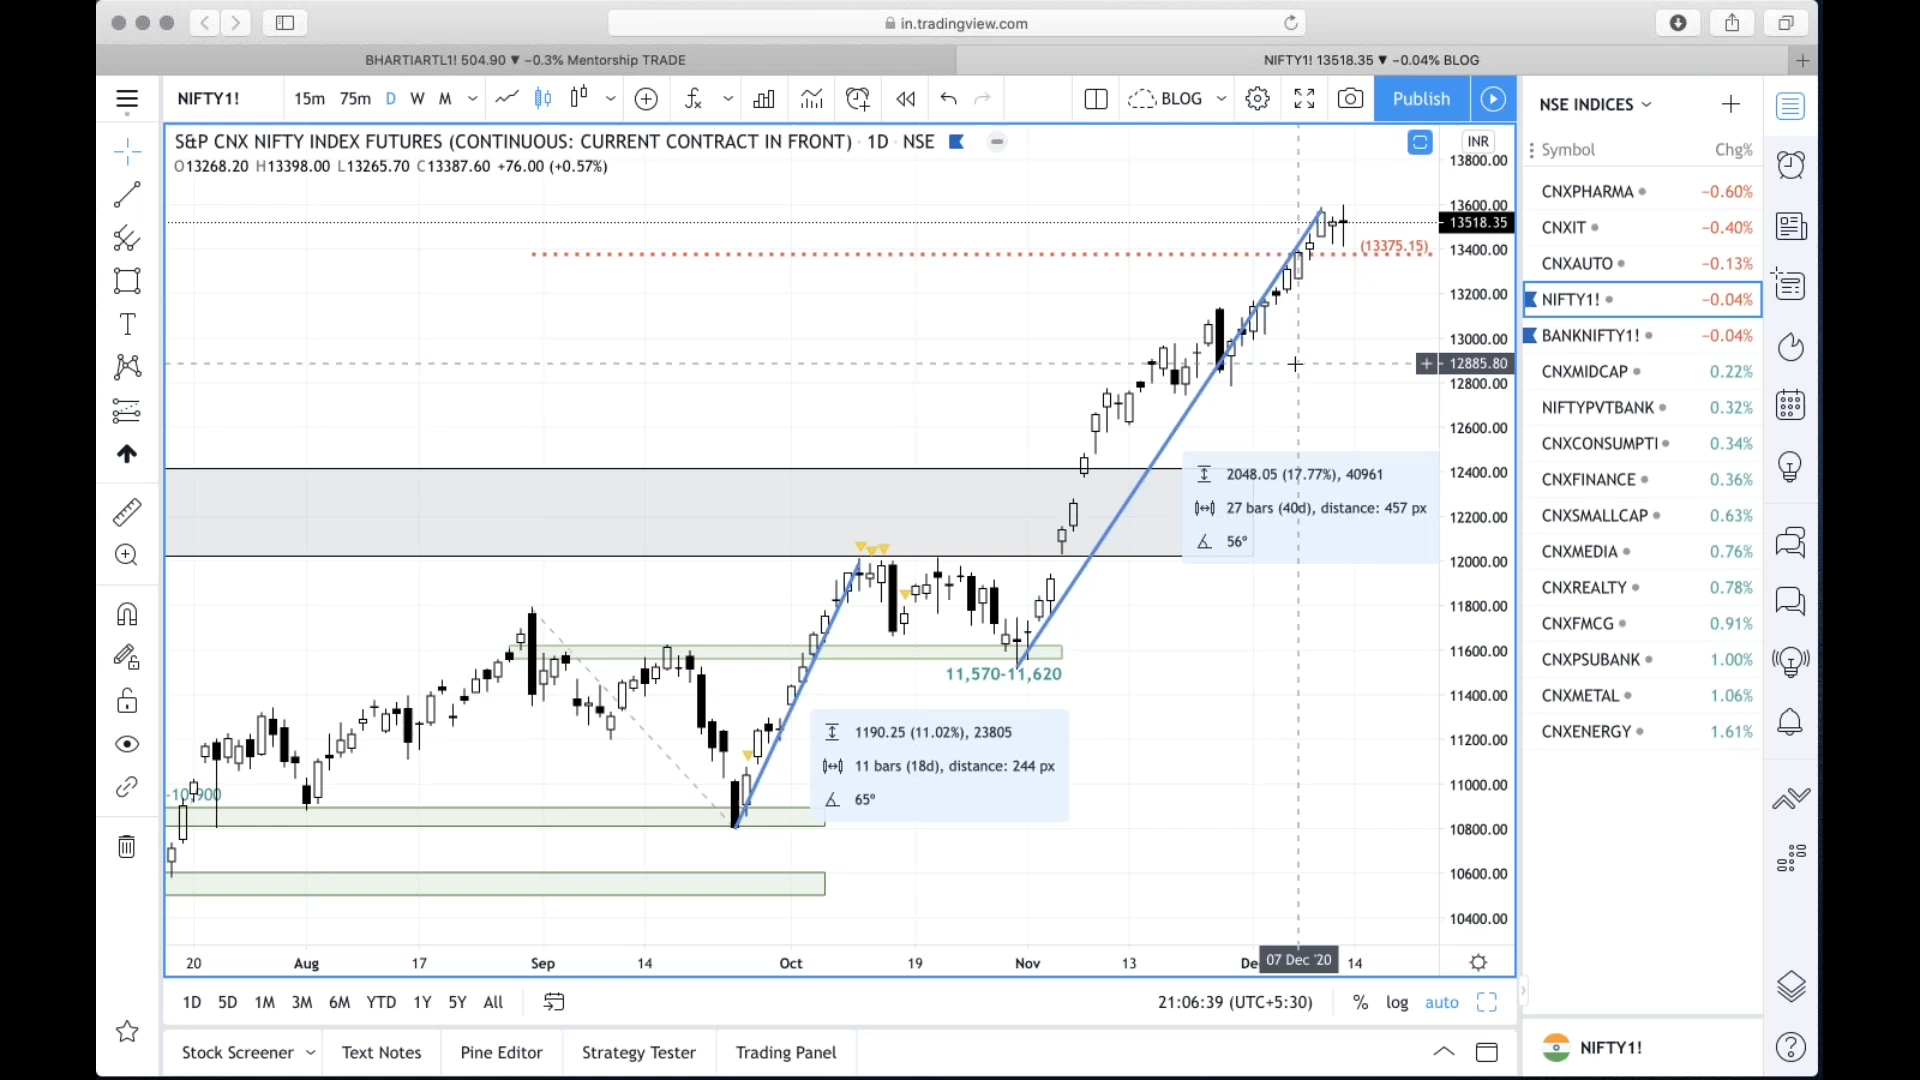 in.tradingview.com
BHARTIARTL1! 504.90 ▼ −0.3% Mentorship TRADE
NIFTY1! 13518.35 ▼ −0.04% BLOG
NIFTY1!
15m 75m D W M
BLOG
Publish
NSE INDICES
S&P CNX NIFTY INDEX FUTURES (CONTINUOUS: CURRENT CONTRACT IN FRONT) · 1D · NSE
O13268.20 H13398.00 L13265.70 C13387.60 +76.00 (+0.57%)
INR
13800.00
13600.00
13518.35
13400.00
13200.00
13000.00
12885.80
12800.00
12600.00
12400.00
12200.00
12000.00
11800.00
11600.00
11400.00
11200.00
11000.00
10800.00
10600.00
10400.00
(13375.15)
2048.05 (17.77%), 40961
27 bars (40d), distance: 457 px
56°
11,570-11,620
1190.25 (11.02%), 23805
11 bars (18d), distance: 244 px
65°
-10,900
20 Aug 17 Sep 14 Oct 19 Nov 13 De 07 Dec '20 14
Symbol Chg%
CNXPHARMA −0.60%
CNXIT −0.40%
CNXAUTO −0.13%
NIFTY1! −0.04%
BANKNIFTY1! −0.04%
CNXMIDCAP 0.22%
NIFTYPVTBANK 0.32%
CNXCONSUMPTI 0.34%
CNXFINANCE 0.36%
CNXSMALLCAP 0.63%
CNXMEDIA 0.76%
CNXREALTY 0.78%
CNXFMCG 0.91%
CNXPSUBANK 1.00%
CNXMETAL 1.06%
CNXENERGY 1.61%
1D 5D 1M 3M 6M YTD 1Y 5Y All
21:06:39 (UTC+5:30) % log auto
Stock Screener Text Notes Pine Editor Strategy Tester Trading Panel
NIFTY1!